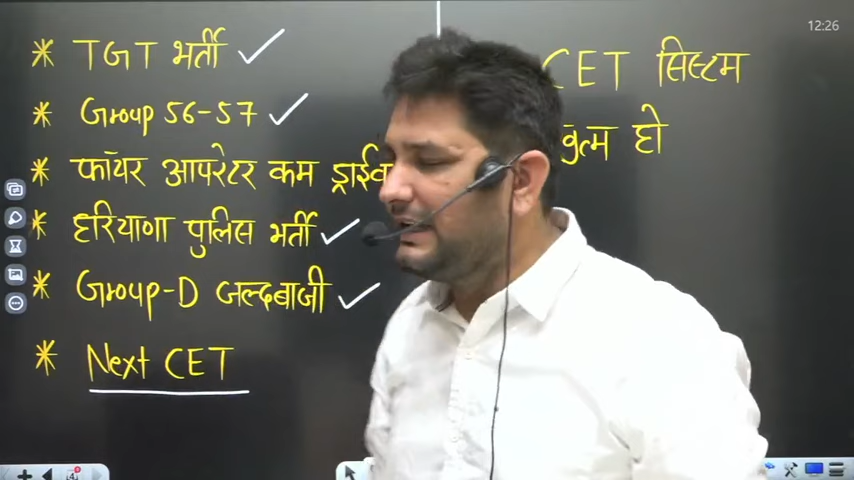 * TGT भर्ती ✓
* Group 56-57 ✓
* फॉयर आपरेटर कम
* हरियाणा पुलिस भर्ती ✓
* Group-D जल्दबाजी ✓
* Next CET
CET सिस्टम
खत्म हो
12:26